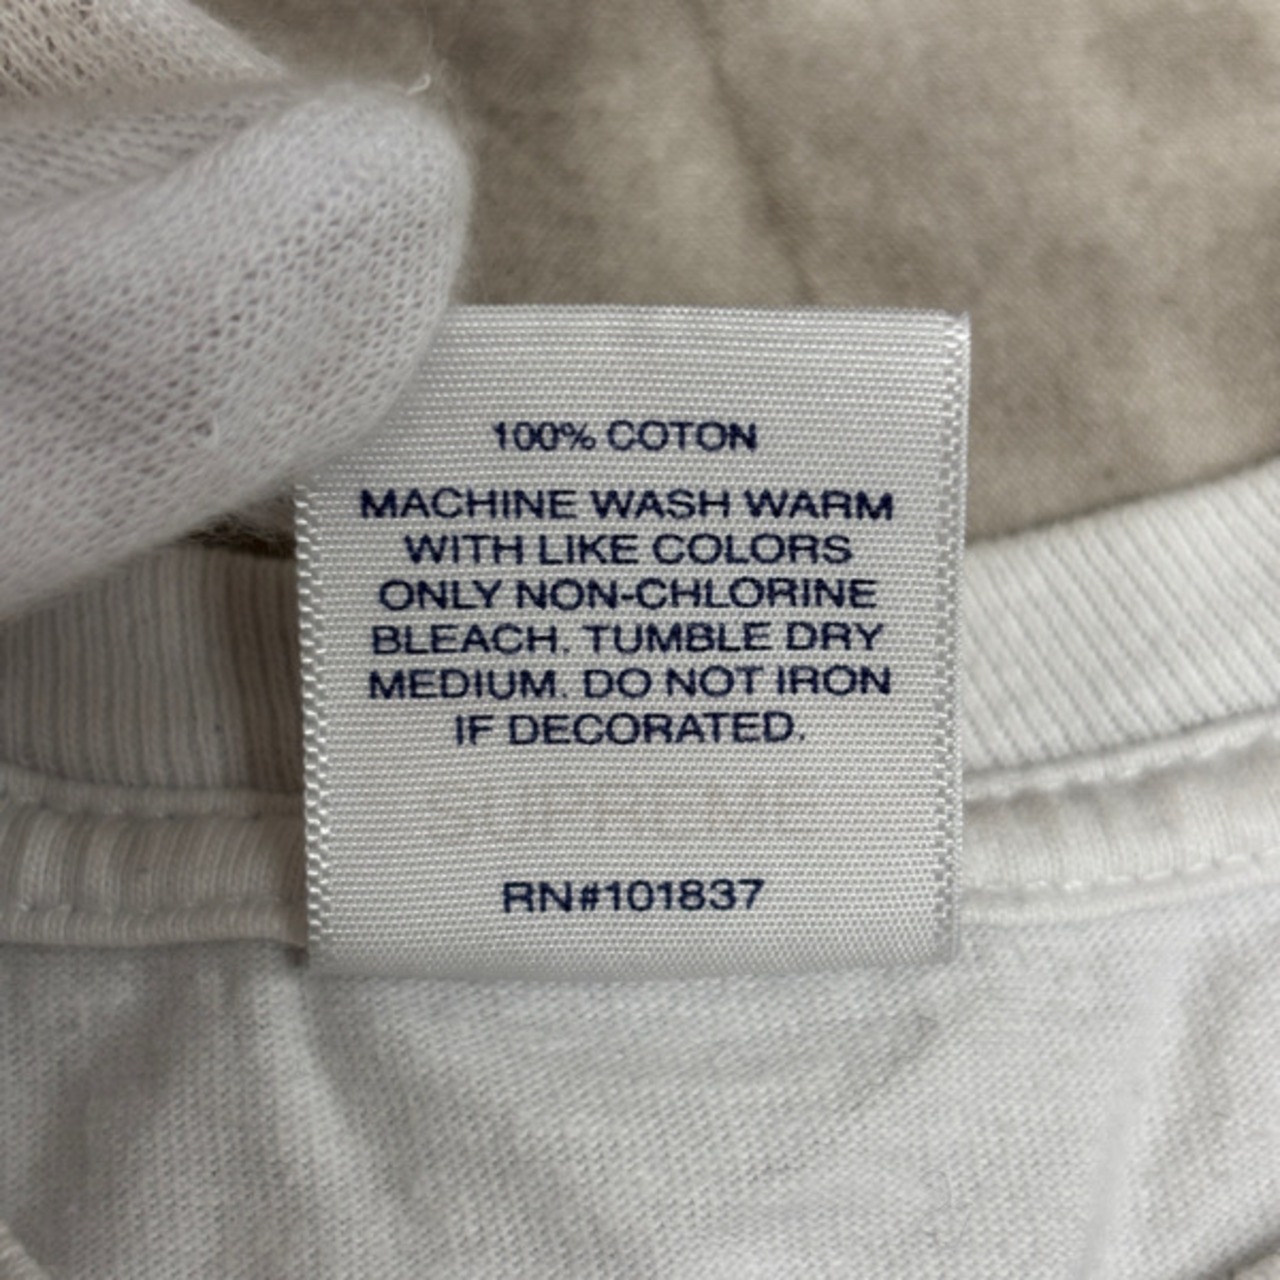 100% COTON
MACHINE WASH WARM
WITH LIKE COLORS
ONLY NON-CHLORINE
BLEACH. TUMBLE DRY
MEDIUM. DO NOT IRON
IF DECORATED.
RN#101837